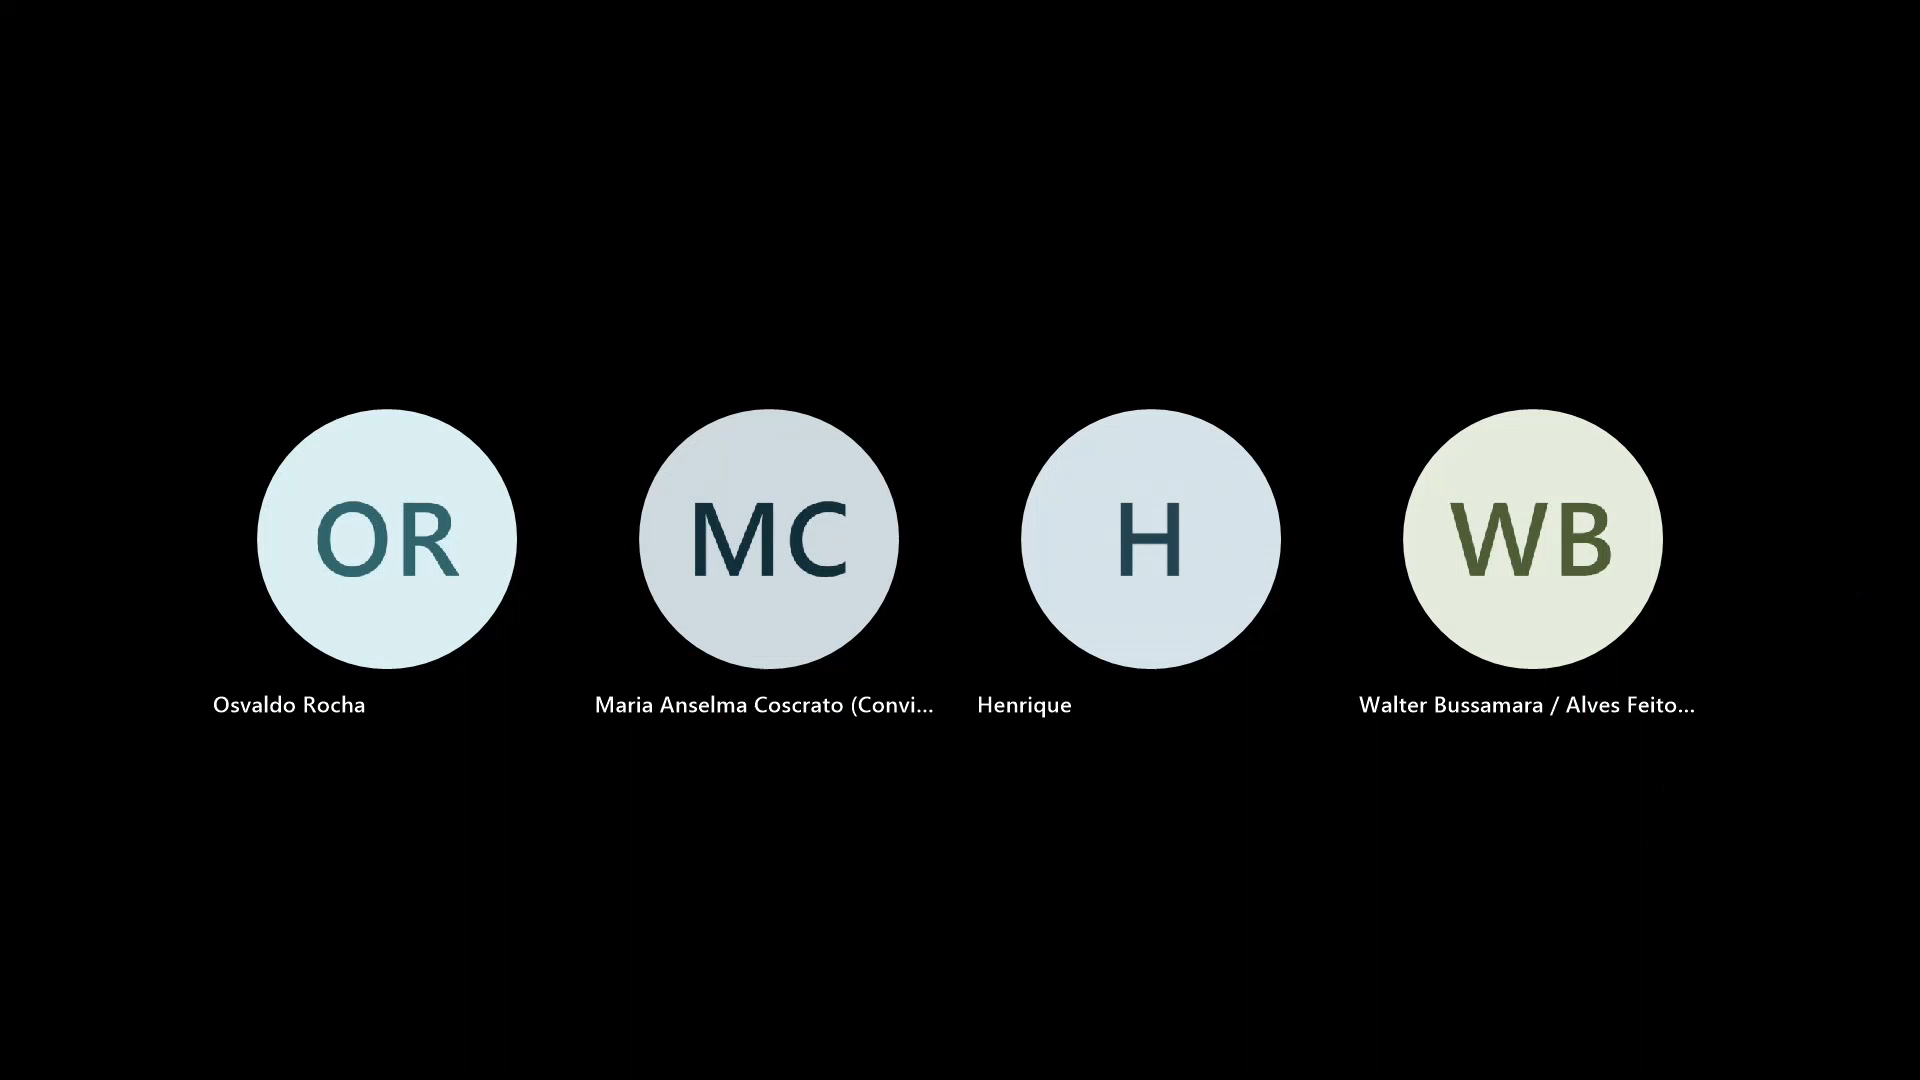 OR
MC
H
WB
Osvaldo Rocha
Maria Anselma Coscrato (Convi...
Henrique
Walter Bussamara / Alves Feito...